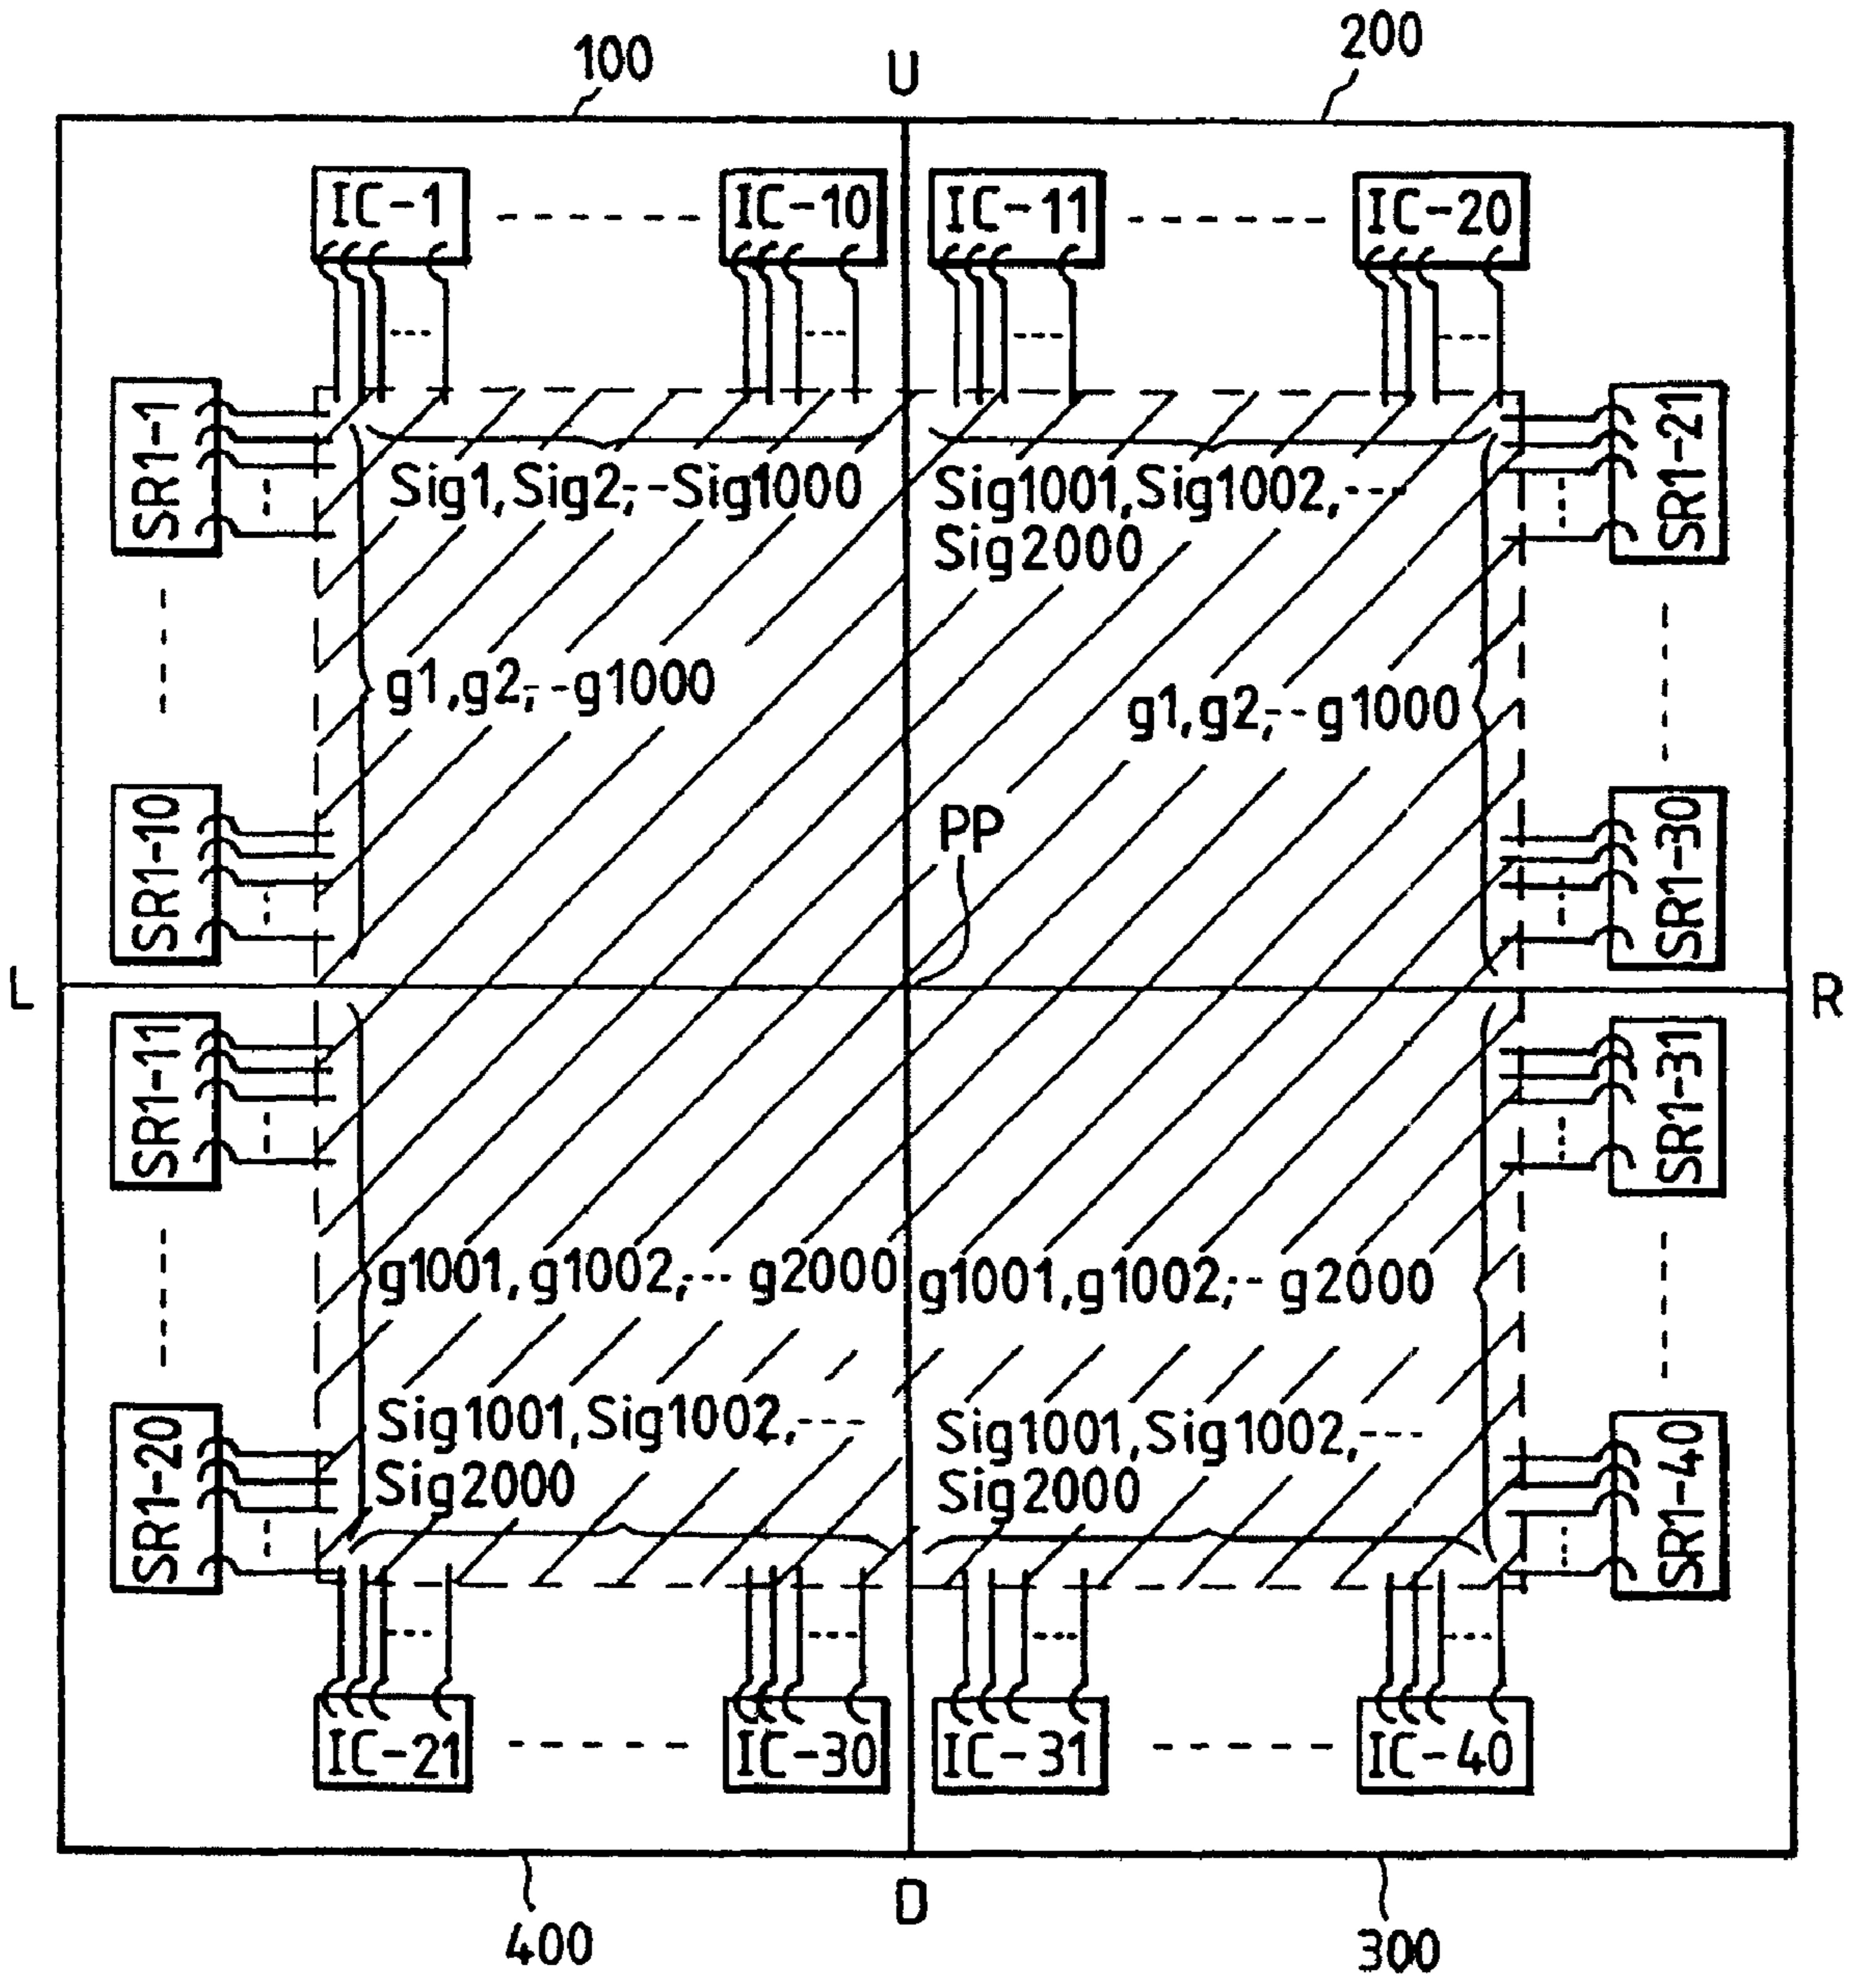 100
U
200
IC-1
IC-10
IC-11
IC-20
SR1-1
SR1-21
Sig1,Sig2,--Sig1000
Sig1001,Sig1002,---
Sig2000
g1,g2,--g1000
g1,g2,--g1000
SR1-10
PP
SR1-30
L
R
SR1-11
SR1-31
g1001,g1002,--- g2000
g1001,g1002,-- g2000
Sig1001,Sig1002,----
Sig2000
Sig1001,Sig1002,---
Sig2000
SR1-20
SR1-40
IC-21
IC-30
IC-31
IC-40
400
D
300